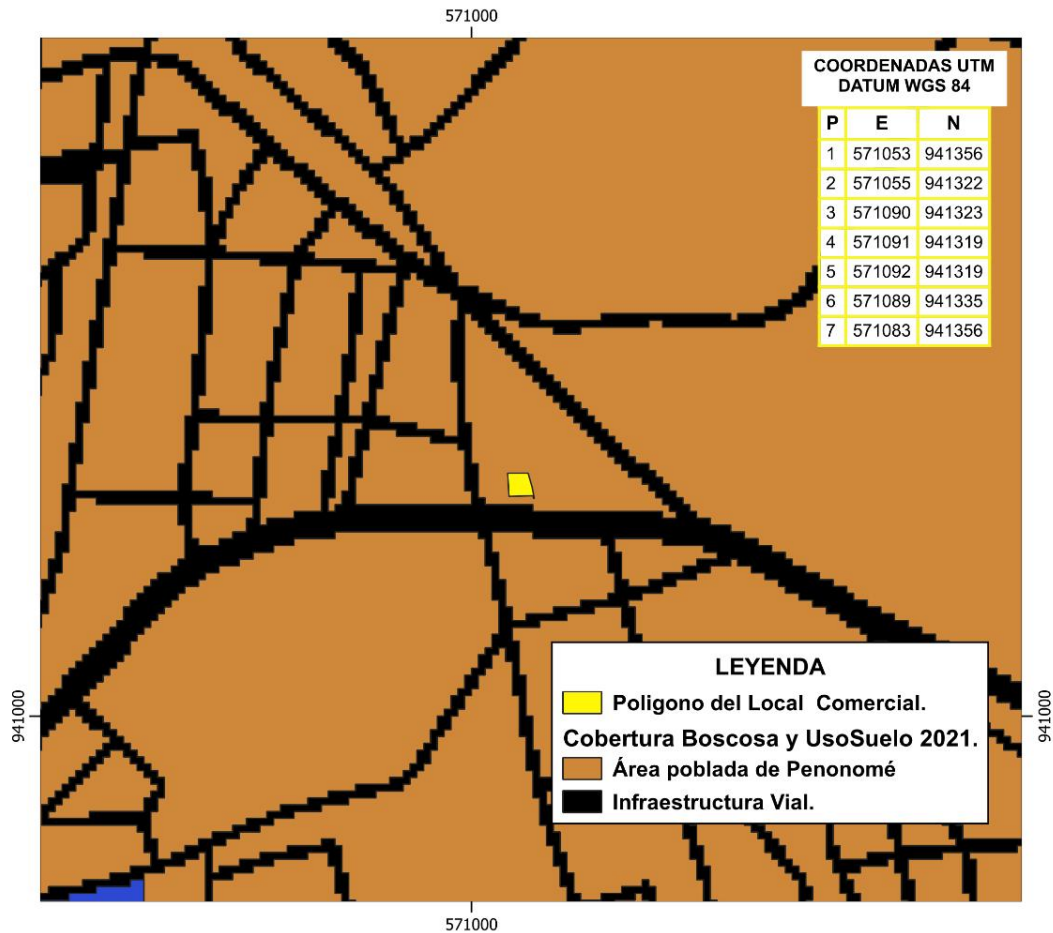 571000
COORDENADAS UTM
DATUM WGS 84
P E N
1 571053 941356
2 571055 941322
3 571090 941323
4 571091 941319
5 571092 941319
6 571089 941335
7 571083 941356
941000
941000
LEYENDA
Poligono del Local Comercial.
Cobertura Boscosa y UsoSuelo 2021.
Área poblada de Penonomé
Infraestructura Vial.
571000